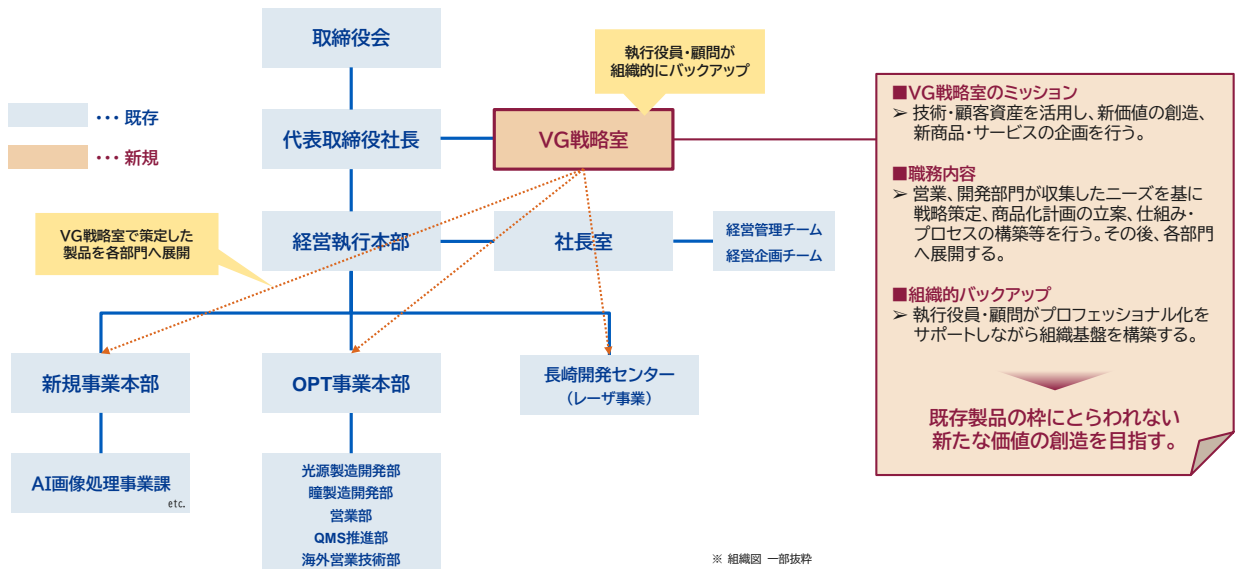 取締役会
執行役員・顧問が
組織的にバックアップ
・・・ 既存
・・・ 新規
代表取締役社長
VG戦略室
VG戦略室で策定した
製品を各部門へ展開
経営執行本部
社長室
経営管理チーム
経営企画チーム
新規事業本部
OPT事業本部
長崎開発センター
（レーザ事業）
AI画像処理事業課
etc.
光源製造開発部
瞳製造開発部
営業部
QMS推進部
海外営業技術部
■VG戦略室のミッション
➢ 技術・顧客資産を活用し、新価値の創造、
新商品・サービスの企画を行う。
■職務内容
➢ 営業、開発部門が収集したニーズを基に
戦略策定、商品化計画の立案、仕組み・
プロセスの構築等を行う。その後、各部門
へ展開する。
■組織的バックアップ
➢ 執行役員・顧問がプロフェッショナル化を
サポートしながら組織基盤を構築する。
既存製品の枠にとらわれない
新たな価値の創造を目指す。
※ 組織図 一部抜粋